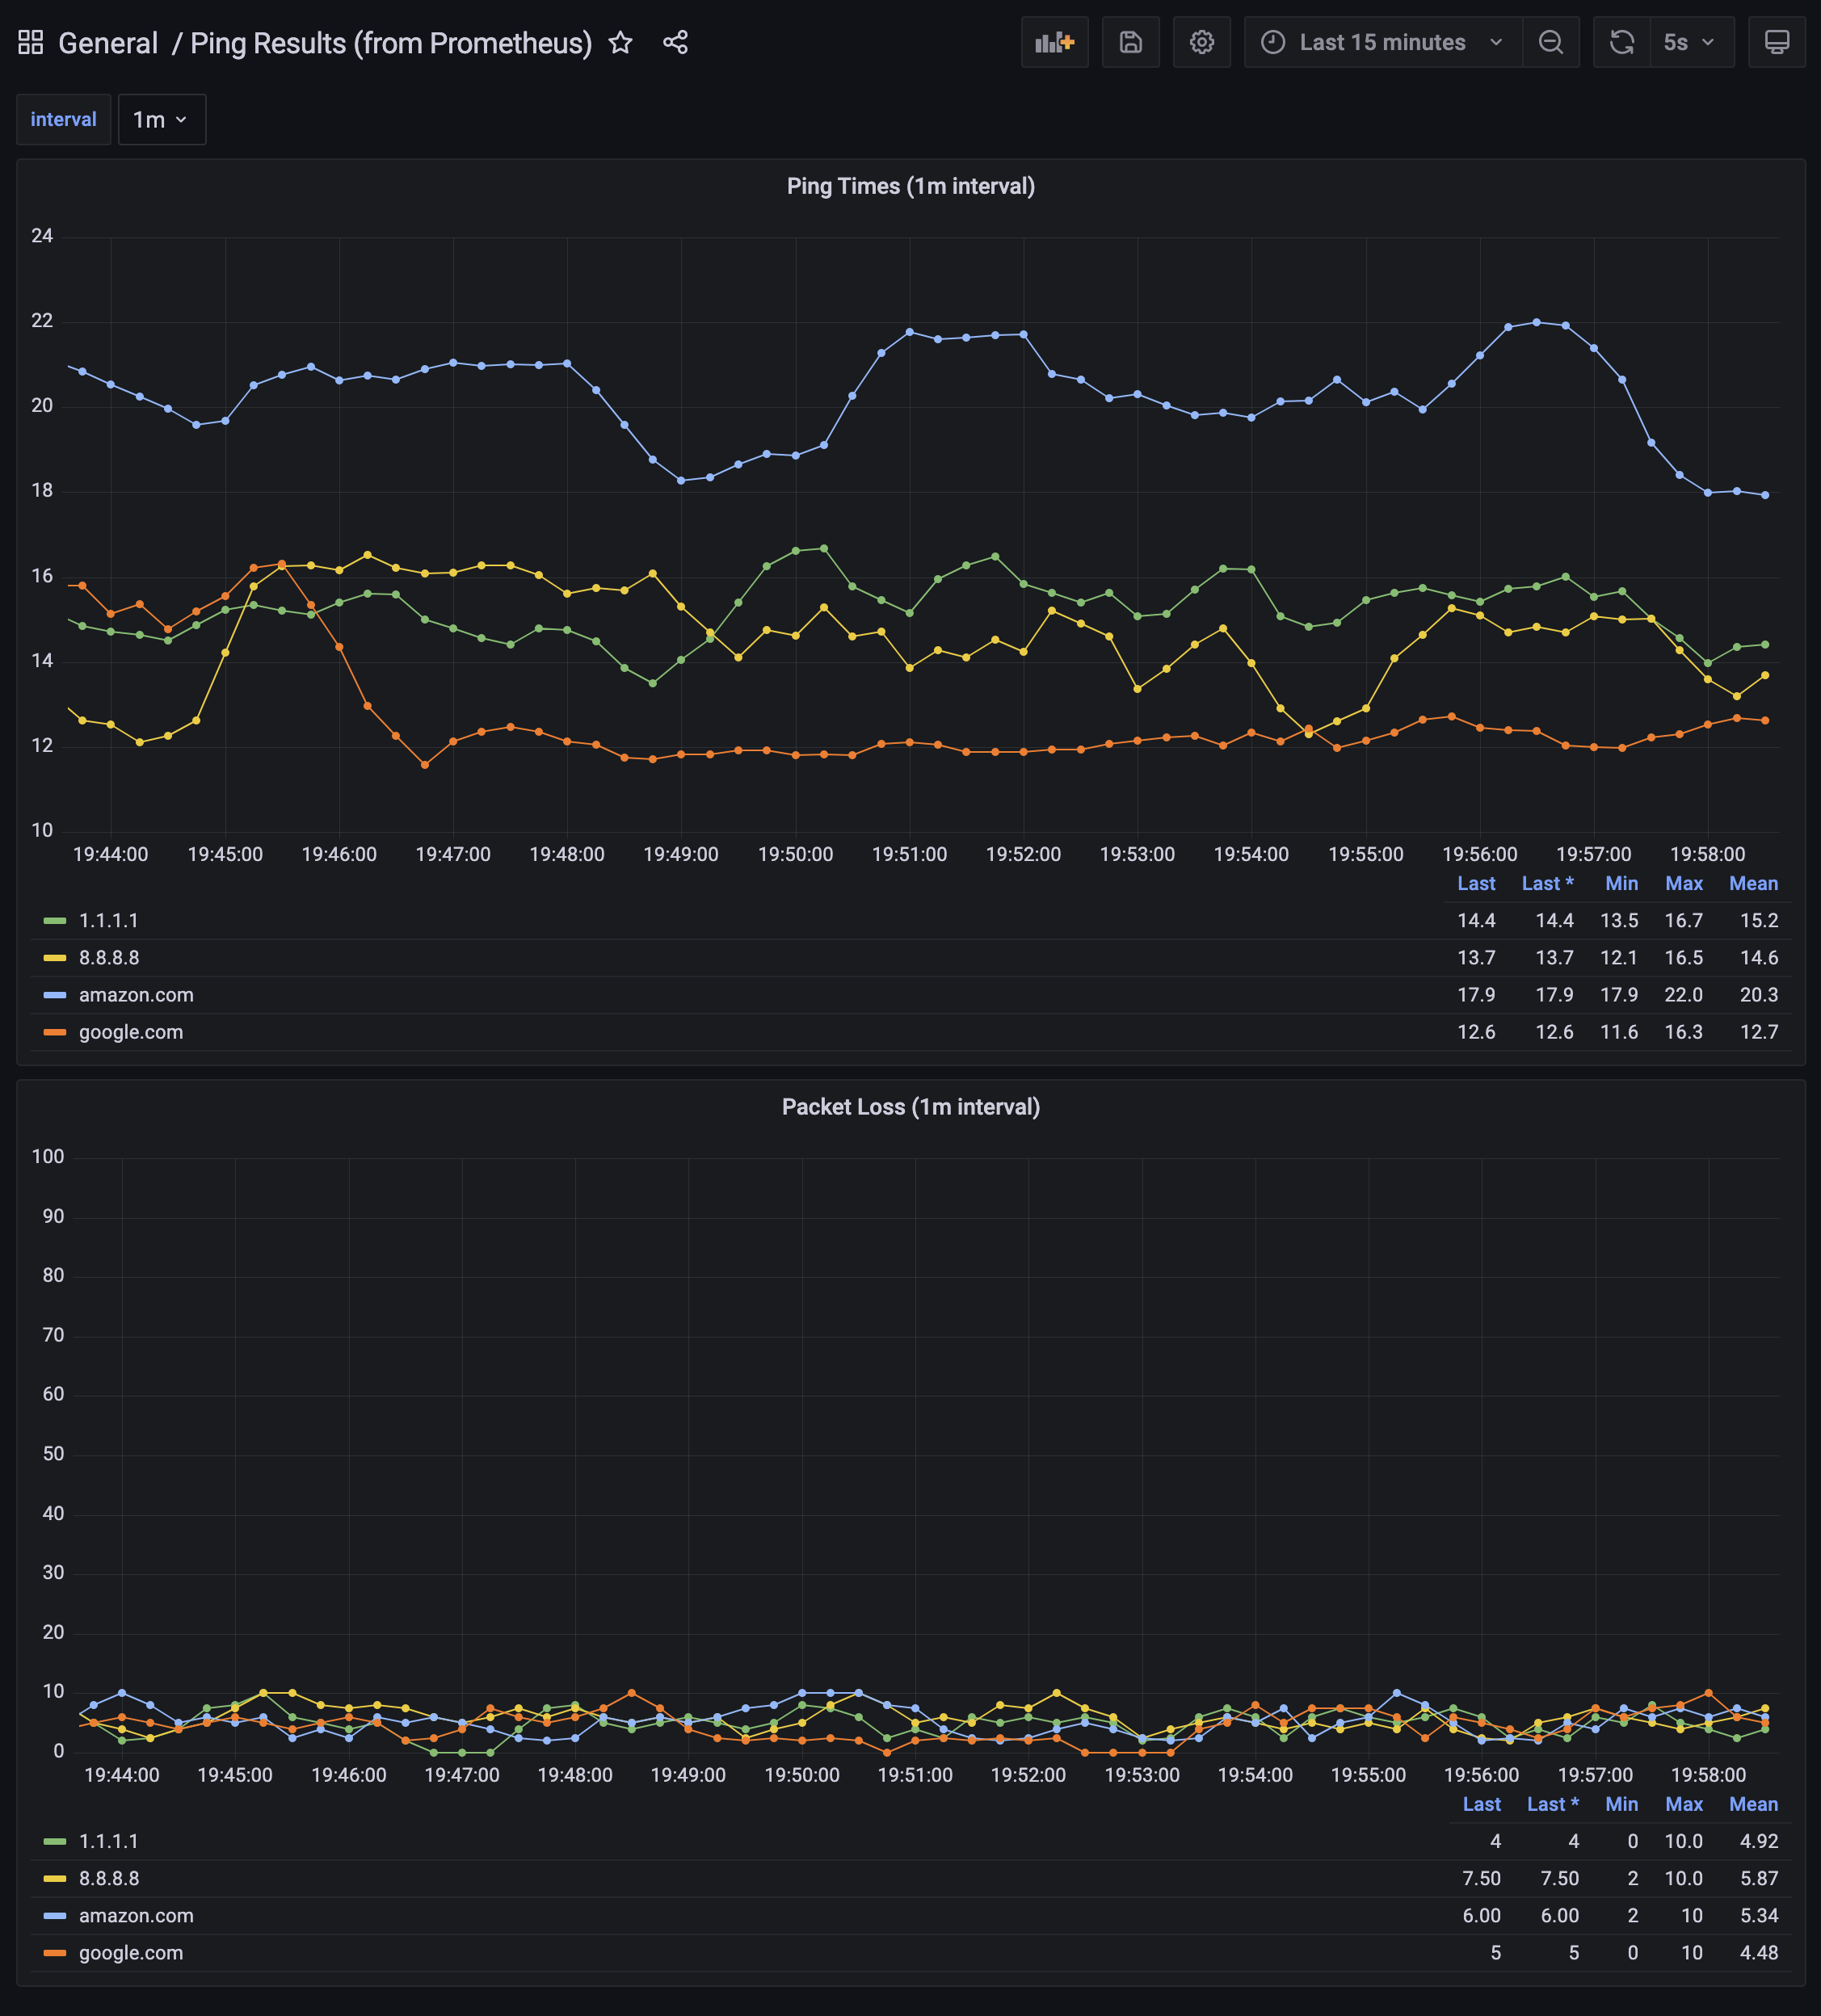 General / Ping Results (from Prometheus)
Last 15 minutes
5s
interval 1m
Ping Times (1m interval)
24
22
20
18
16
14
12
10
19:44:00 19:45:00 19:46:00 19:47:00 19:48:00 19:49:00 19:50:00 19:51:00 19:52:00 19:53:00 19:54:00 19:55:00 19:56:00 19:57:00 19:58:00
Last Last * Min Max Mean
1.1.1.1 14.4 14.4 13.5 16.7 15.2
8.8.8.8 13.7 13.7 12.1 16.5 14.6
amazon.com 17.9 17.9 17.9 22.0 20.3
google.com 12.6 12.6 11.6 16.3 12.7
Packet Loss (1m interval)
100
90
80
70
60
50
40
30
20
10
0
19:44:00 19:45:00 19:46:00 19:47:00 19:48:00 19:49:00 19:50:00 19:51:00 19:52:00 19:53:00 19:54:00 19:55:00 19:56:00 19:57:00 19:58:00
Last Last * Min Max Mean
1.1.1.1 4 4 0 10.0 4.92
8.8.8.8 7.50 7.50 2 10.0 5.87
amazon.com 6.00 6.00 2 10 5.34
google.com 5 5 0 10 4.48